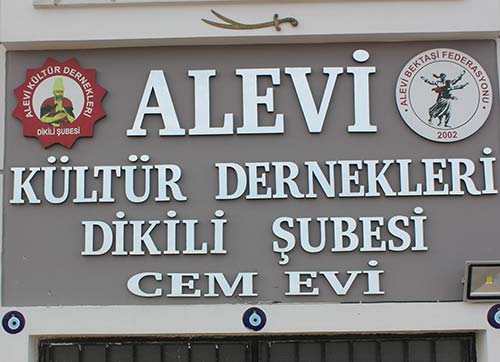 ALEVİ KÜLTÜR DERNEKLERİ
DİKİLİ ŞUBESİ
ALEVİ
ALEVİ BEKTAŞİ FEDERASYONU
2002
KÜLTÜR DERNEKLERİ
DİKİLİ ŞUBESİ
CEM EVİ